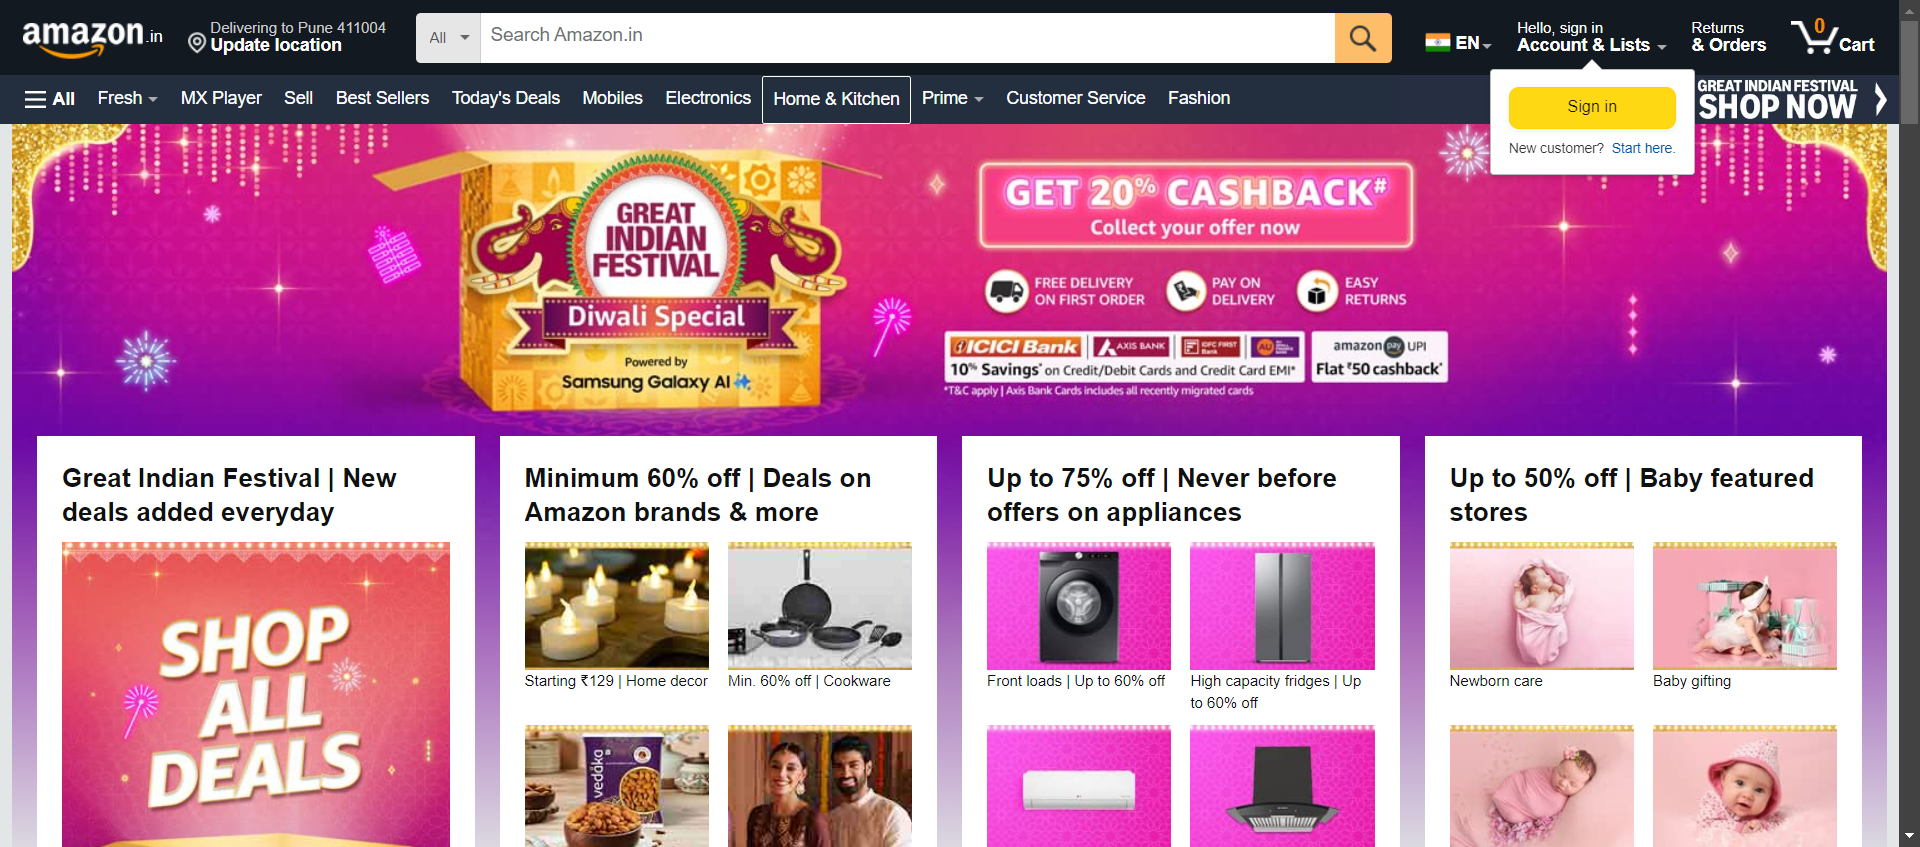 amazon.in
Delivering to Pune 411004
Update location
All
Search Amazon.in
EN
Hello, sign in
Account & Lists
Returns
& Orders
0
Cart
All
Fresh
MX Player
Sell
Best Sellers
Today's Deals
Mobiles
Electronics
Home & Kitchen
Prime
Customer Service
Fashion
Sign in
New customer? Start here.
GREAT INDIAN FESTIVAL
SHOP NOW
GREAT
INDIAN
FESTIVAL
Diwali Special
Powered by
Samsung Galaxy AI
GET 20% CASHBACK#
Collect your offer now
FREE DELIVERY
ON FIRST ORDER
PAY ON
DELIVERY
EASY
RETURNS
ICICI Bank
AXIS BANK
IDFC FIRST
Bank
AU
10% Savings* on Credit/Debit Cards and Credit Card EMI*
amazon pay UPI
Flat ₹50 cashback*
*T&C apply | Axis Bank Cards includes all recently migrated cards
Great Indian Festival | New
deals added everyday
SHOP
ALL
DEALS
Minimum 60% off | Deals on
Amazon brands & more
Starting ₹129 | Home decor
Min. 60% off | Cookware
vedaka
Up to 75% off | Never before
offers on appliances
Front loads | Up to 60% off
High capacity fridges | Up
to 60% off
Up to 50% off | Baby featured
stores
Newborn care
Baby gifting